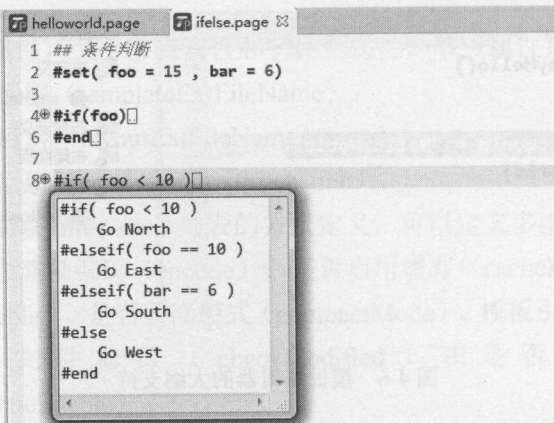 helloworld.page
ifelse.page
1 ## 条件判断
2 #set( foo = 15 , bar = 6)
3
4 #if(foo)
6 #end
7
8 #if( foo < 10 )
#if( foo < 10 )
Go North
#elseif( foo == 10 )
Go East
#elseif( bar == 6 )
Go South
#else
Go West
#end